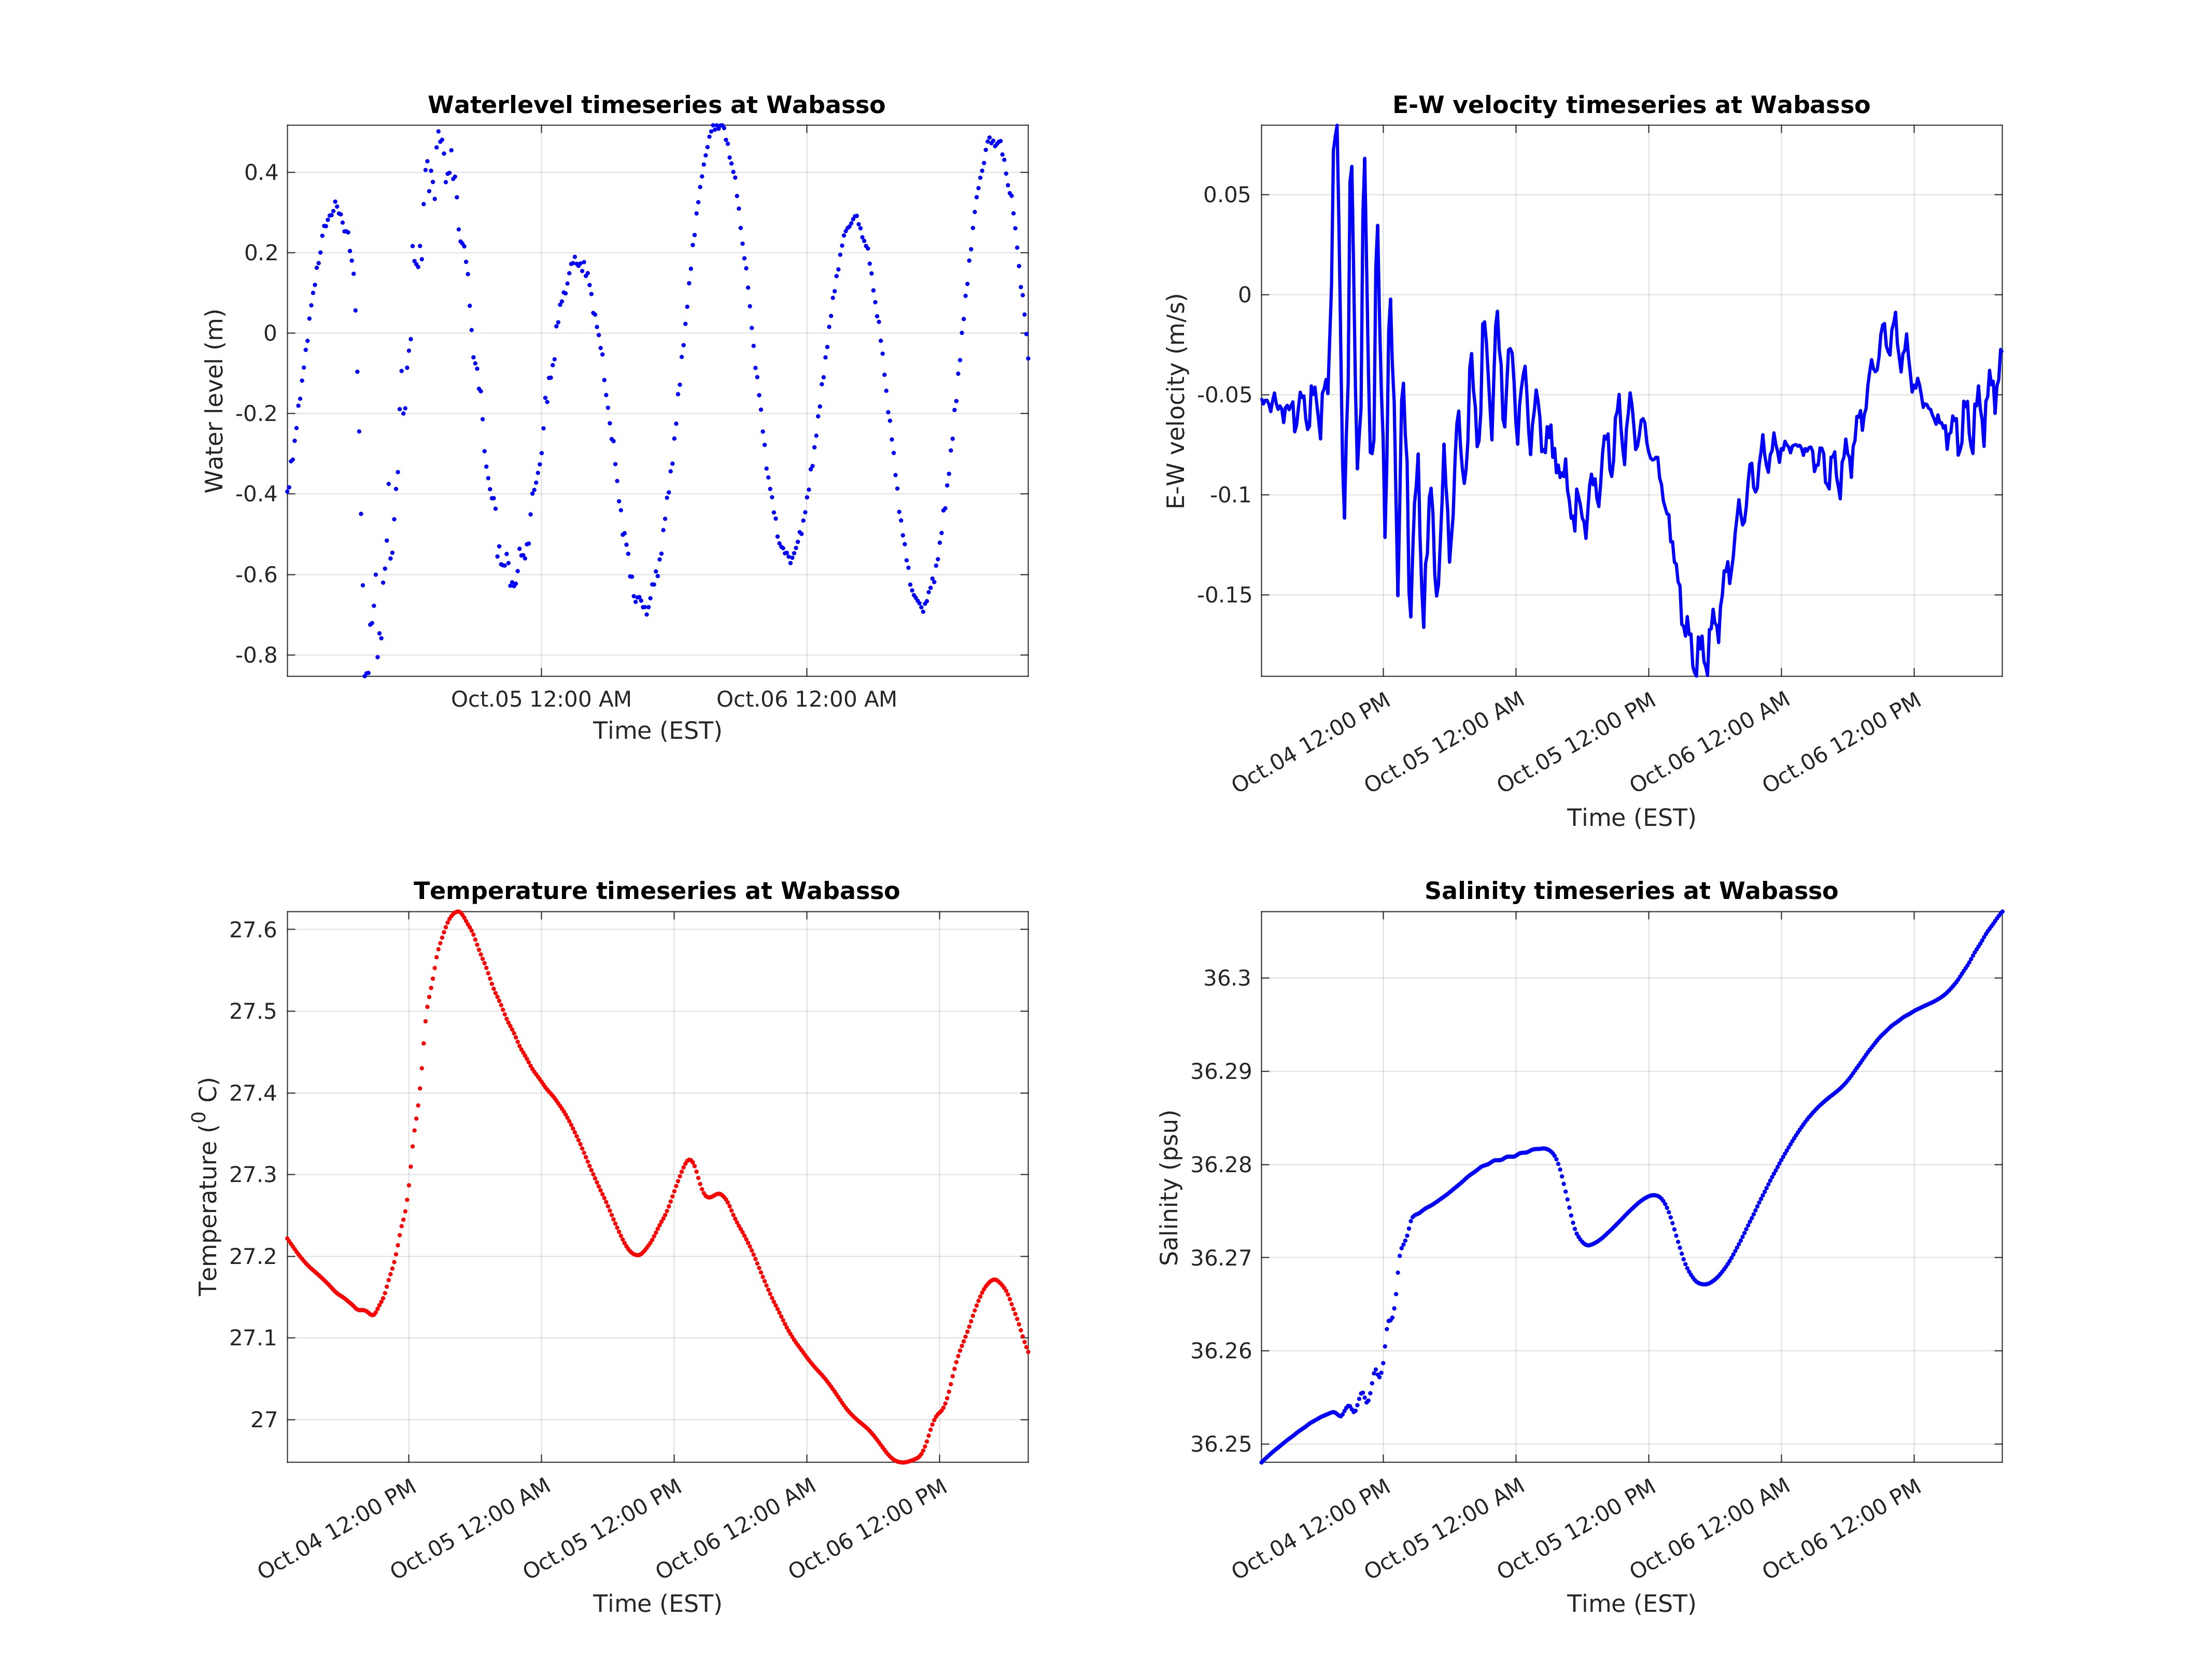 Waterlevel timeseries at Wabasso
0.4
0.2
0
-0.2
-0.4
-0.6
-0.8
Water level (m)
Oct.05 12:00 AM
Oct.06 12:00 AM
Time (EST)
E-W velocity timeseries at Wabasso
0.05
0
-0.05
-0.1
-0.15
E-W velocity (m/s)
Oct.04 12:00 PM
Oct.05 12:00 AM
Oct.05 12:00 PM
Oct.06 12:00 AM
Oct.06 12:00 PM
Time (EST)
Temperature timeseries at Wabasso
27.6
27.5
27.4
27.3
27.2
27.1
27
Temperature (⁰ C)
Oct.04 12:00 PM
Oct.05 12:00 AM
Oct.05 12:00 PM
Oct.06 12:00 AM
Oct.06 12:00 PM
Time (EST)
Salinity timeseries at Wabasso
36.3
36.29
36.28
36.27
36.26
36.25
Salinity (psu)
Oct.04 12:00 PM
Oct.05 12:00 AM
Oct.05 12:00 PM
Oct.06 12:00 AM
Oct.06 12:00 PM
Time (EST)